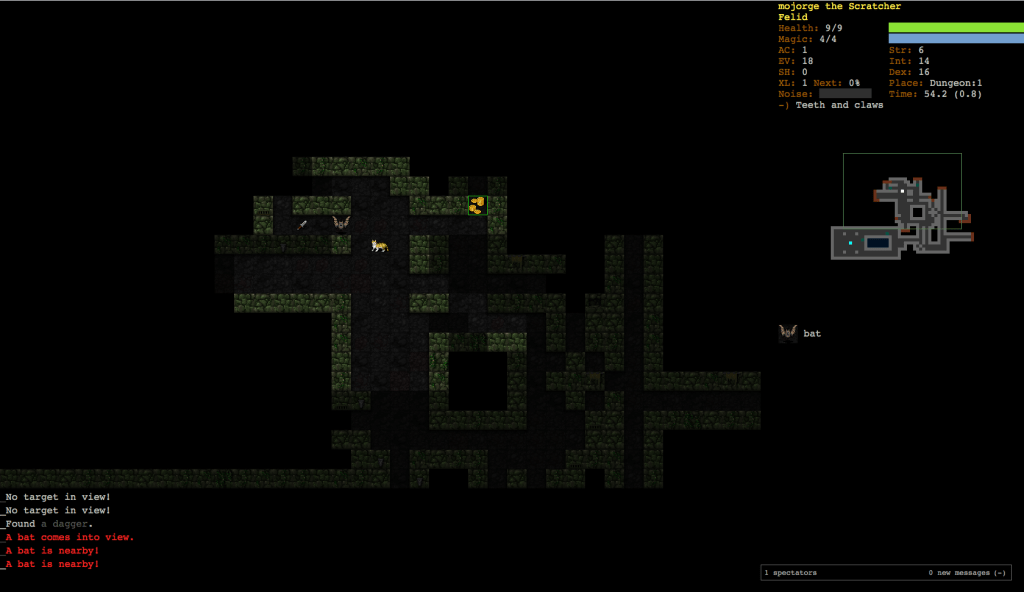 mojorge the Scratcher
Felid
Health: 9/9
Magic: 4/4
AC: 1 Str: 6
EV: 18 Int: 14
SH: 0 Dex: 16
XL: 1 Next: 0% Place: Dungeon:1
Noise: Time: 54.2 (0.8)
-) Teeth and claws
bat
_No target in view!
_No target in view!
_Found a dagger.
_A bat comes into view.
_A bat is nearby!
_A bat is nearby!
1 spectators 0 new messages (-)